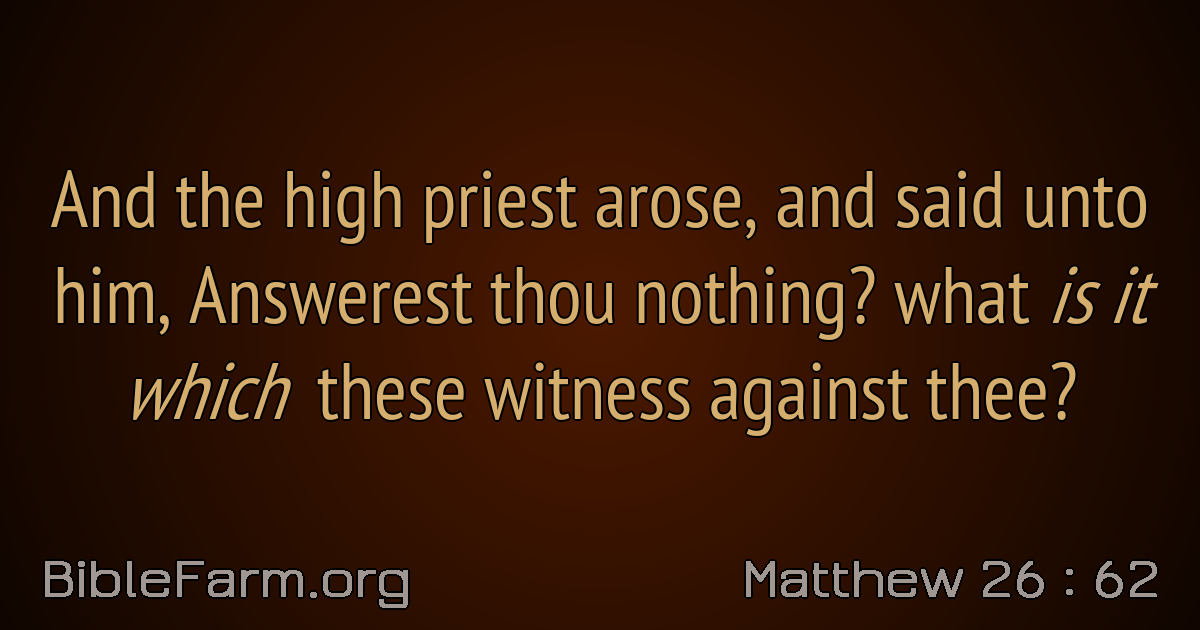 And the high priest arose, and said unto
him, Answerest thou nothing? what is it
which these witness against thee?
BibleFarm.org
Matthew 26 : 62